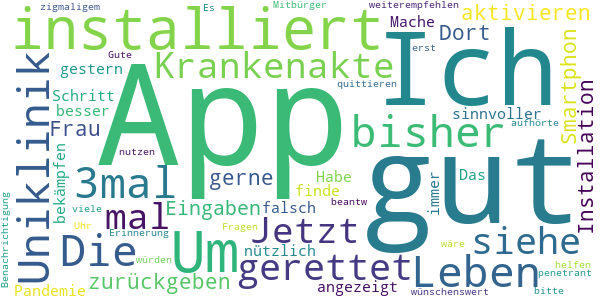 zigmaligem
Es
Mitbürger
weiterempfehlen
installiert
Ich
Mache
aktivieren
gestern
Krankenakte
Dort
erst
Gute
App
Uniklinik
Schritt
besser
quittieren
sinnvoller
Smartphon
Installation
Frau
bisher
aufhörte
nutzen
gut
bekämpfen
3mal
gerne
Habe
finde
immer
Das
Benachrichtigung
viele
mal
Eingaben
falsch
beantw
Uhr
Erinnerung
Um
Fragen
Jetzt
siehe
Die
nützlich
wäre
würden
gerettet
Leben
helfen
penetrant
Pandemie
zurückgeben
angezeigt
wünschenswert
bitte